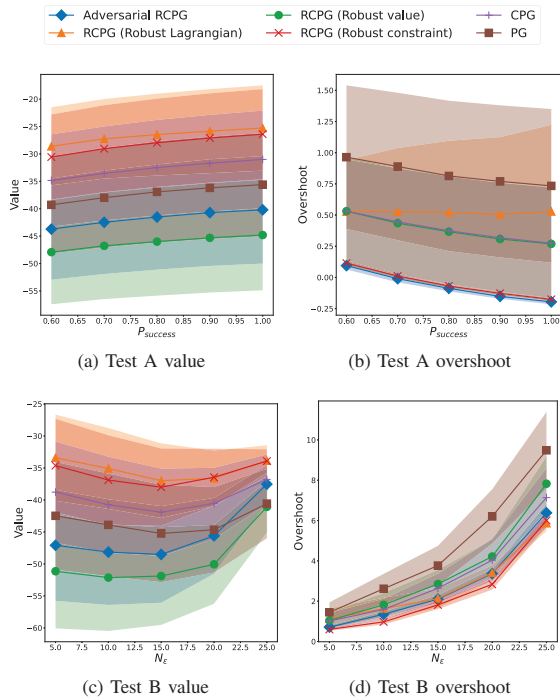 Adversarial RCPG
RCPG (Robust value)
CPG
RCPG (Robust Lagrangian)
RCPG (Robust constraint)
PG
Value
−20
−25
−30
−35
−40
−45
−50
−55
0.60 0.65 0.70 0.75 0.80 0.85 0.90 0.95 1.00
P_success
(a) Test A value
Overshoot
1.50
1.25
1.00
0.75
0.50
0.25
0.00
−0.25
0.60 0.65 0.70 0.75 0.80 0.85 0.90 0.95 1.00
P_success
(b) Test A overshoot
Value
−25
−30
−35
−40
−45
−50
−55
−60
5.0 7.5 10.0 12.5 15.0 17.5 20.0 22.5 25.0
N_ε
(c) Test B value
Overshoot
10
8
6
4
2
0
5.0 7.5 10.0 12.5 15.0 17.5 20.0 22.5 25.0
N_ε
(d) Test B overshoot